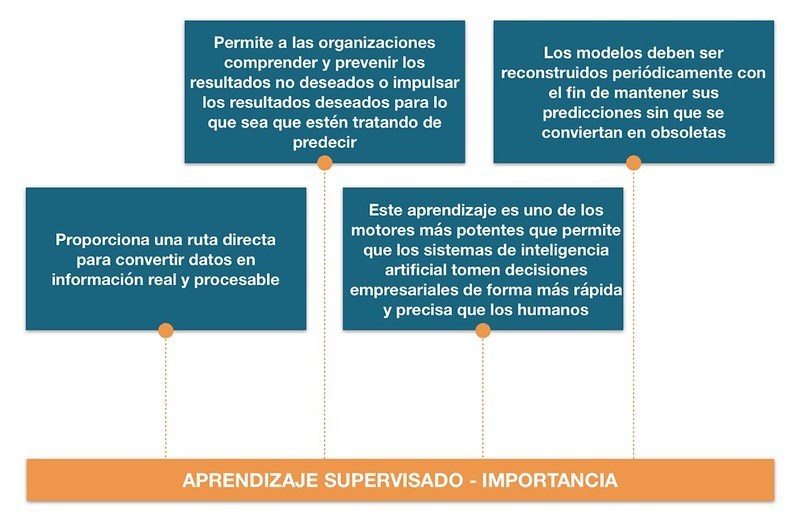 Permite a las organizaciones
comprender y prevenir los
resultados no deseados o impulsar
los resultados deseados para lo
que sea que estén tratando de
predecir
Los modelos deben ser
reconstruidos periódicamente con
el fin de mantener sus
predicciones sin que se
conviertan en obsoletas
Proporciona una ruta directa
para convertir datos en
información real y procesable
Este aprendizaje es uno de los
motores más potentes que permite
que los sistemas de inteligencia
artificial tomen decisiones
empresariales de forma más rápida
y precisa que los humanos
APRENDIZAJE SUPERVISADO - IMPORTANCIA